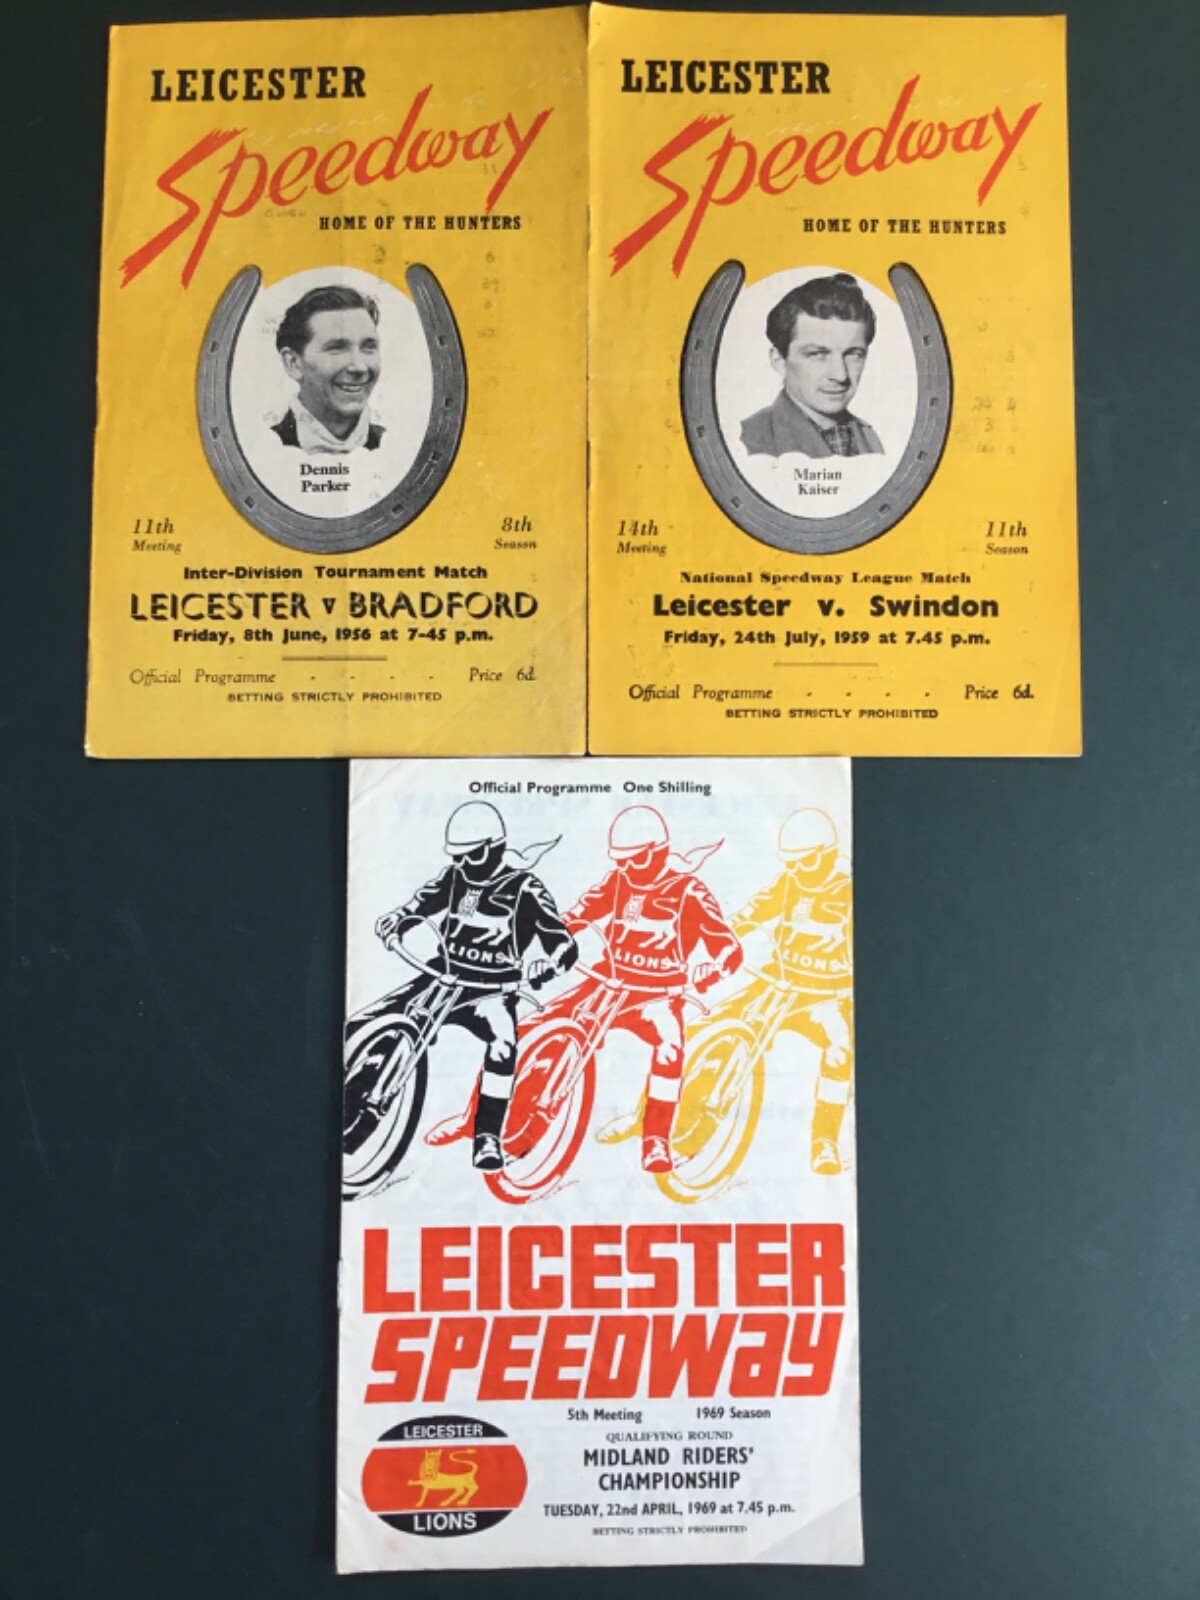 LEICESTER
Speedway
HOME OF THE HUNTERS
Dennis
Parker
11th
Meeting
8th
Season
Inter-Division Tournament Match
LEICESTER v BRADFORD
Friday, 8th June, 1956 at 7-45 p.m.
Official Programme - - - - Price 6d.
BETTING STRICTLY PROHIBITED
LEICESTER
Speedway
HOME OF THE HUNTERS
Marian
Kaiser
14th
Meeting
11th
Season
National Speedway League Match
Leicester v. Swindon
Friday, 24th July, 1959 at 7.45 p.m.
Official Programme - - - - Price 6d.
BETTING STRICTLY PROHIBITED
Official Programme One Shilling
LIONS
LIONS
LIONS
LEICESTER
SPEEDWAY
5th Meeting 1969 Season
QUALIFYING ROUND
MIDLAND RIDERS'
CHAMPIONSHIP
TUESDAY, 22nd APRIL, 1969 at 7.45 p.m.
BETTING STRICTLY PROHIBITED
LEICESTER
LIONS